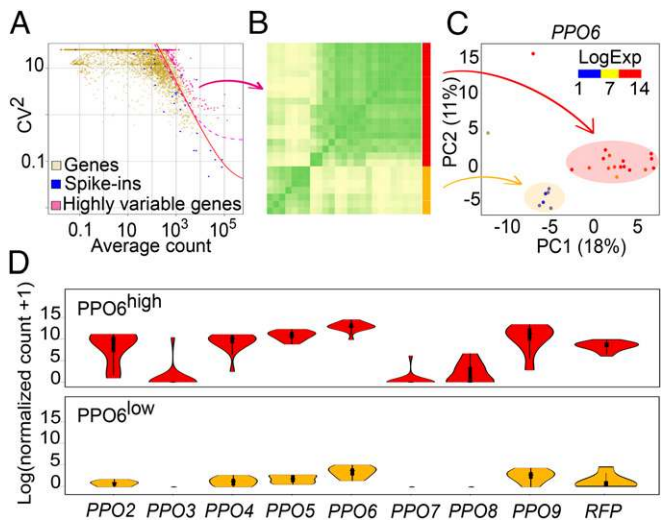 A
B
C
PPO6
LogExp
1 7 14
CV2
10
0.1
Genes
Spike-ins
Highly variable genes
10-1 101 103 105
Average count
PC2 (11%)
15
10
5
0
-5
-10 -5 0 5
PC1 (18%)
D
Log(normalized count +1)
PPO6high
15
10
5
0
PPO6low
15
10
5
0
PPO2 PPO3 PPO4 PPO5 PPO6 PPO7 PPO8 PPO9 RFP